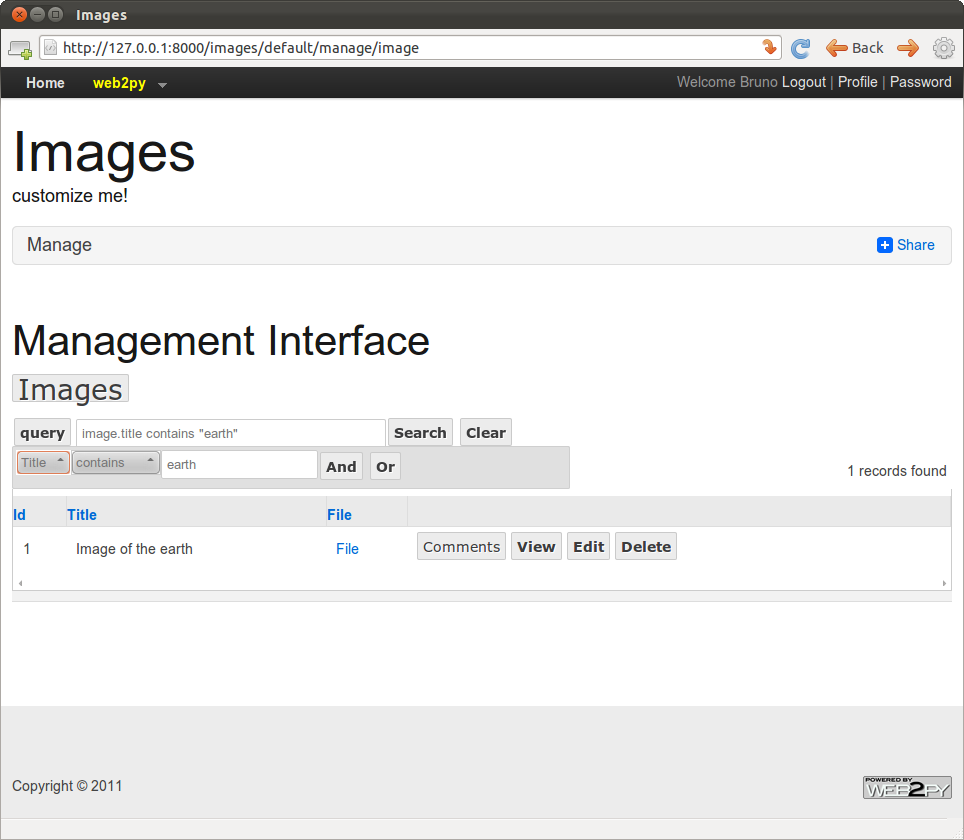 Images
http://127.0.0.1:8000/images/default/manage/image Back
Home web2py Welcome Bruno Logout | Profile | Password
Images
customize me!
Manage Share
Management Interface
Images
query image.title contains "earth" Search Clear
Title contains earth And Or
1 records found
Id Title File
1 Image of the earth File Comments View Edit Delete
Copyright © 2011
POWERED BY
WEB2PY